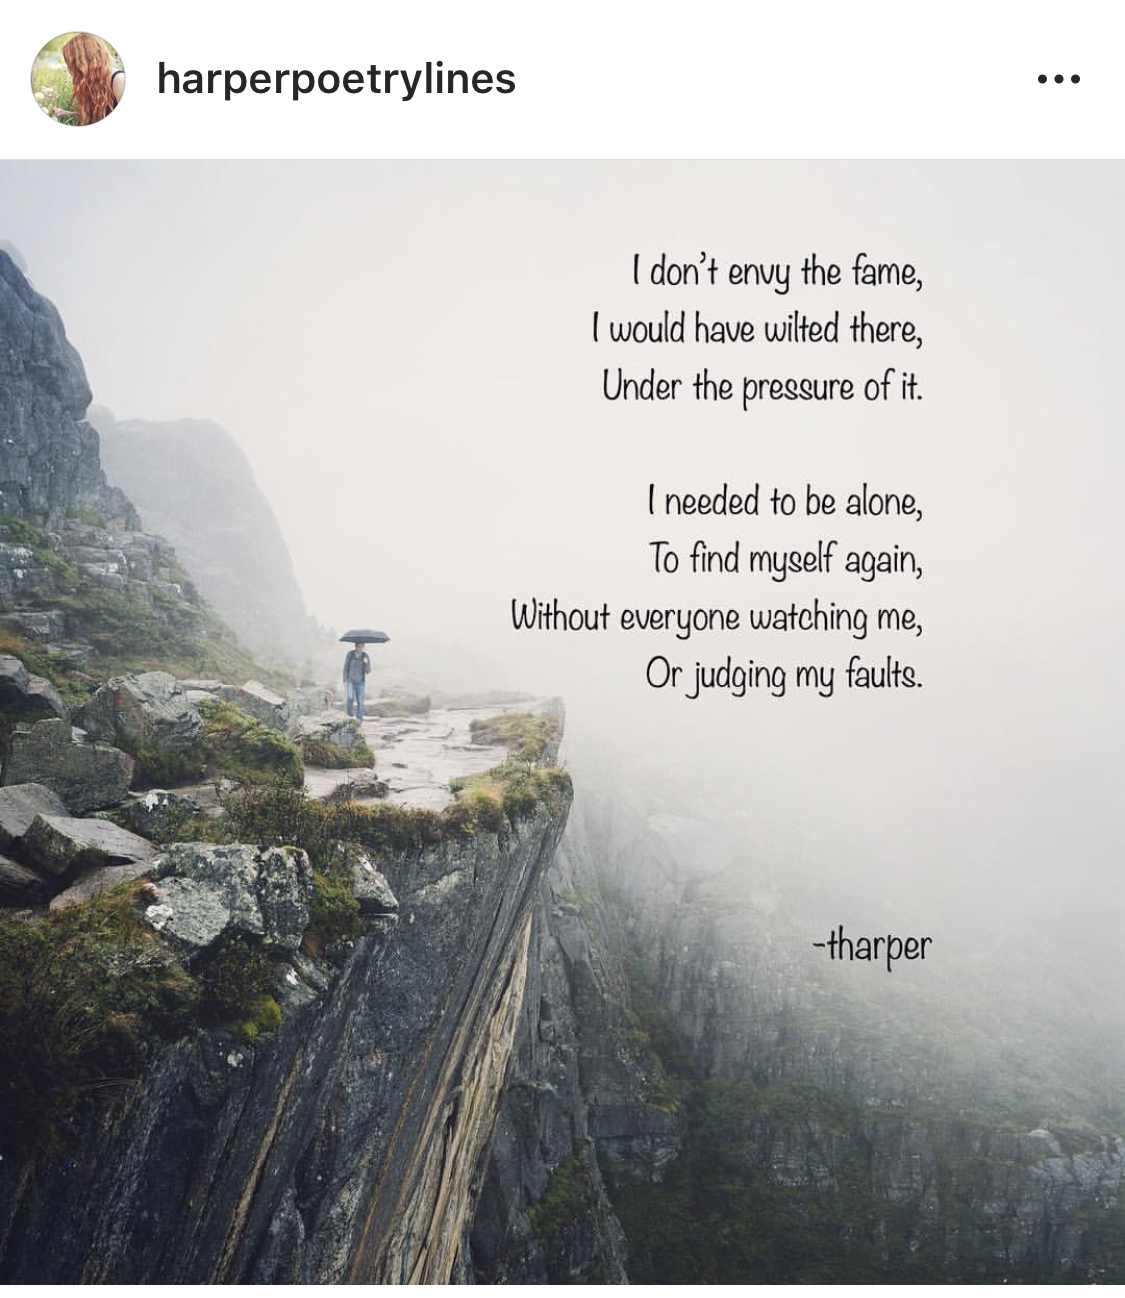 harperpoetrylines
I don't envy the fame,
I would have wilted there,
Under the pressure of it.
I needed to be alone,
To find myself again,
Without everyone watching me,
Or judging my faults.
-tharper